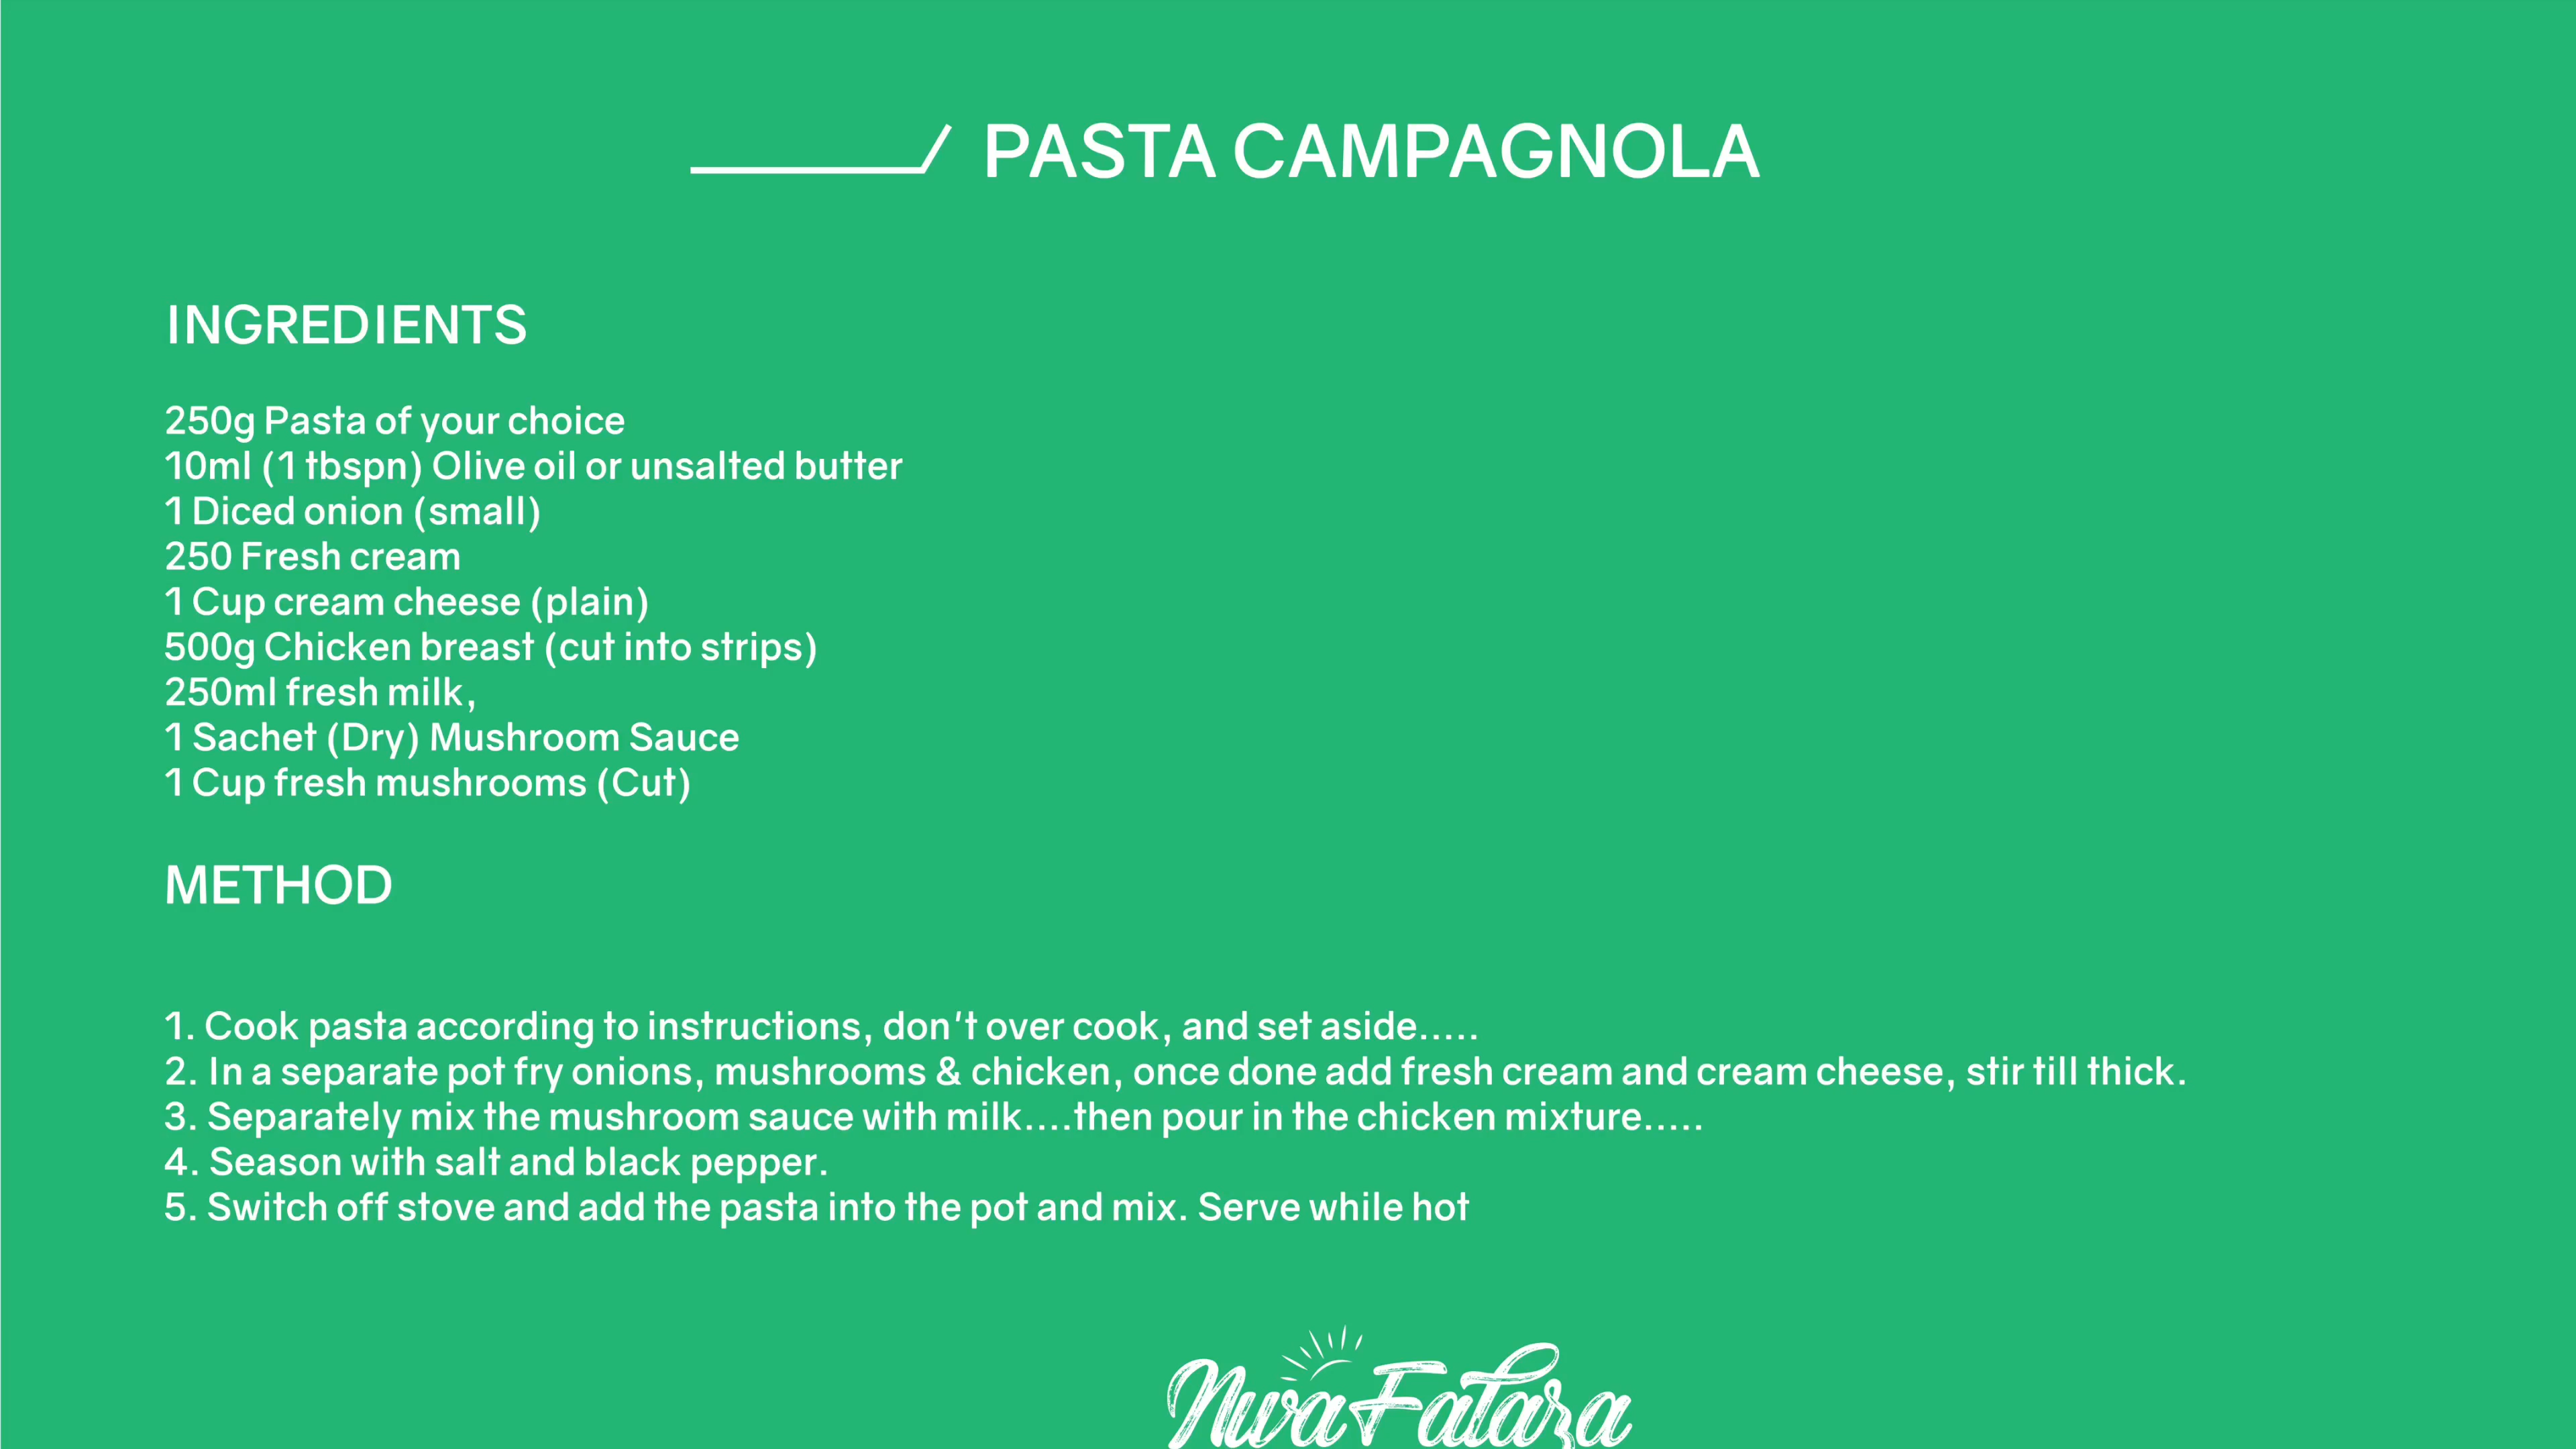 PASTA CAMPAGNOLA
INGREDIENTS
250g Pasta of your choice
10ml (1 tbspn) Olive oil or unsalted butter
1 Diced onion (small)
250 Fresh cream
1 Cup cream cheese (plain)
500g Chicken breast (cut into strips)
250ml fresh milk,
1 Sachet (Dry) Mushroom Sauce
1 Cup fresh mushrooms (Cut)
METHOD
1. Cook pasta according to instructions, don't over cook, and set aside.....
2. In a separate pot fry onions, mushrooms & chicken, once done add fresh cream and cream cheese, stir till thick.
3. Separately mix the mushroom sauce with milk....then pour in the chicken mixture.....
4. Season with salt and black pepper.
5. Switch off stove and add the pasta into the pot and mix. Serve while hot